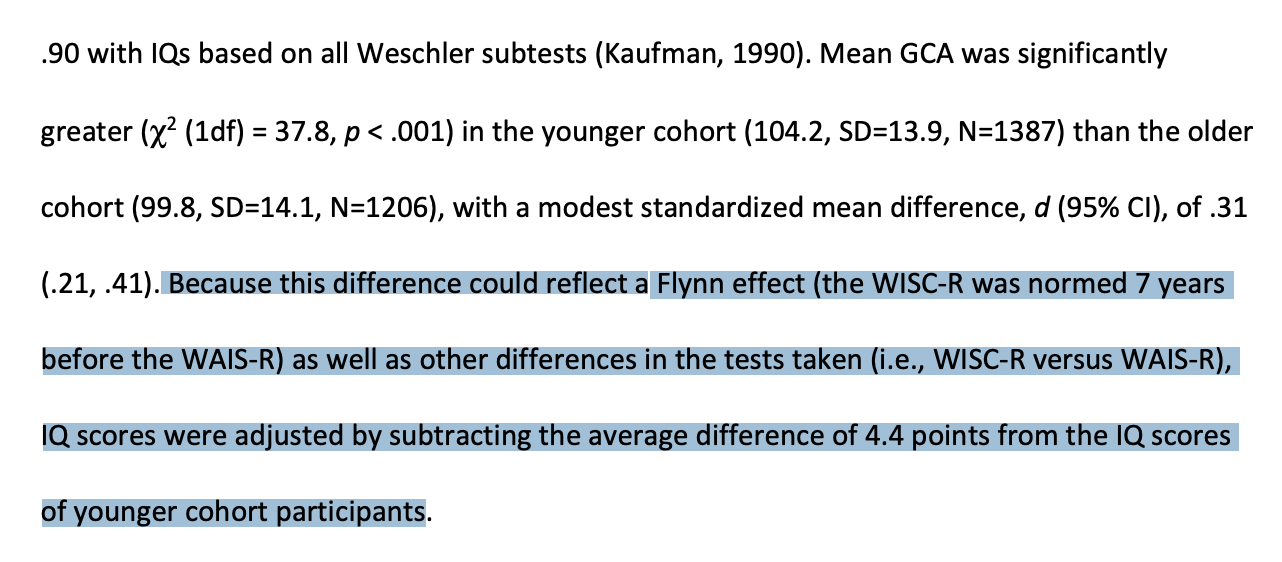 .90 with IQs based on all Weschler subtests (Kaufman, 1990). Mean GCA was significantly
greater (χ² (1df) = 37.8, p < .001) in the younger cohort (104.2, SD=13.9, N=1387) than the older
cohort (99.8, SD=14.1, N=1206), with a modest standardized mean difference, d (95% CI), of .31
(.21, .41). Because this difference could reflect a Flynn effect (the WISC-R was normed 7 years
before the WAIS-R) as well as other differences in the tests taken (i.e., WISC-R versus WAIS-R),
IQ scores were adjusted by subtracting the average difference of 4.4 points from the IQ scores
of younger cohort participants.